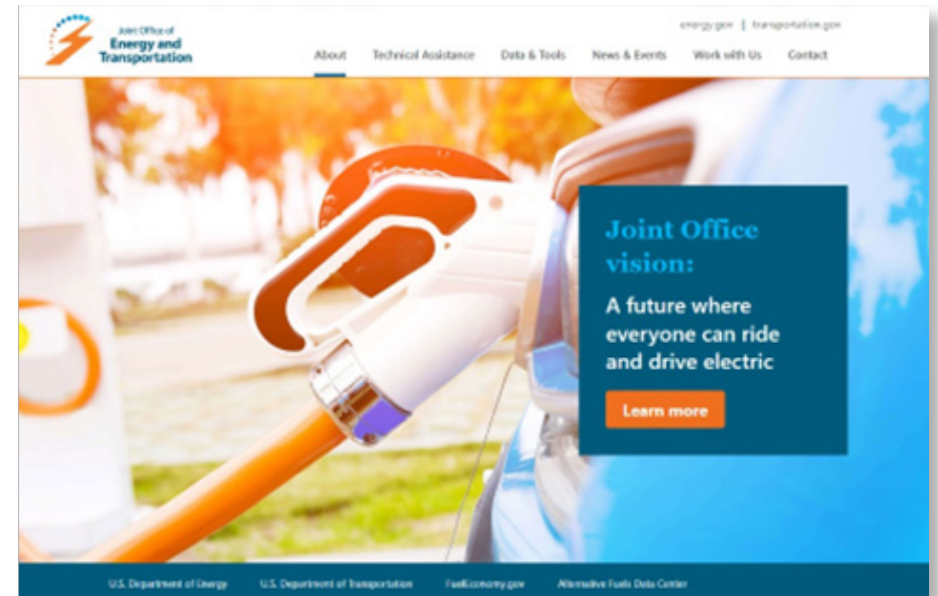 energy.gov | transportation.gov
Joint Office of
Energy and
Transportation
About Technical Assistance Data & Tools News & Events Work with Us Contact
Joint Office
vision:
A future where
everyone can ride
and drive electric
Learn more
U.S. Department of Energy U.S. Department of Transportation FuelEconomy.gov Alternative Fuels Data Center